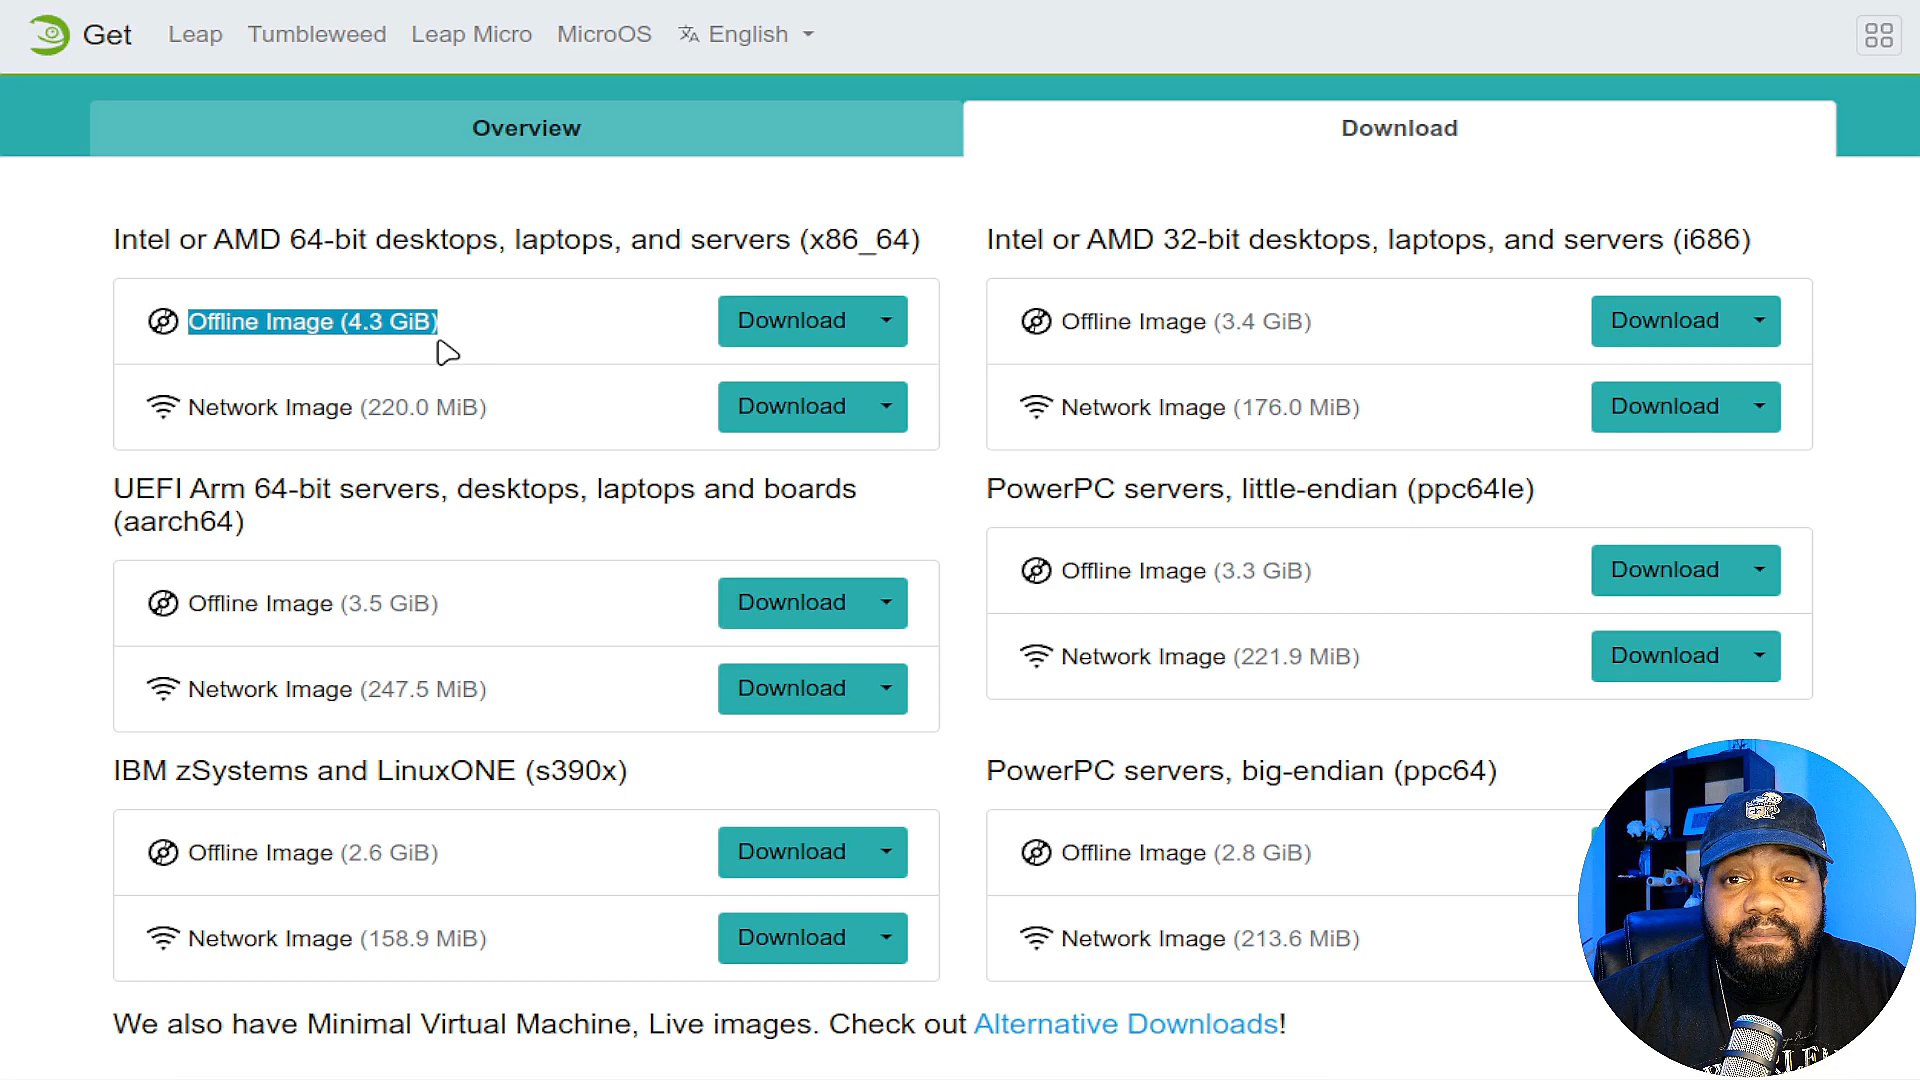 Get Leap Tumbleweed Leap Micro MicroOS English
Overview Download
Intel or AMD 64-bit desktops, laptops, and servers (x86_64)
Offline Image (4.3 GiB) Download
Network Image (220.0 MiB) Download
Intel or AMD 32-bit desktops, laptops, and servers (i686)
Offline Image (3.4 GiB) Download
Network Image (176.0 MiB) Download
UEFI Arm 64-bit servers, desktops, laptops and boards
(aarch64)
Offline Image (3.5 GiB) Download
Network Image (247.5 MiB) Download
PowerPC servers, little-endian (ppc64le)
Offline Image (3.3 GiB) Download
Network Image (221.9 MiB) Download
IBM zSystems and LinuxONE (s390x)
Offline Image (2.6 GiB) Download
Network Image (158.9 MiB) Download
PowerPC servers, big-endian (ppc64)
Offline Image (2.8 GiB)
Network Image (213.6 MiB)
We also have Minimal Virtual Machine, Live images. Check out Alternative Downloads!